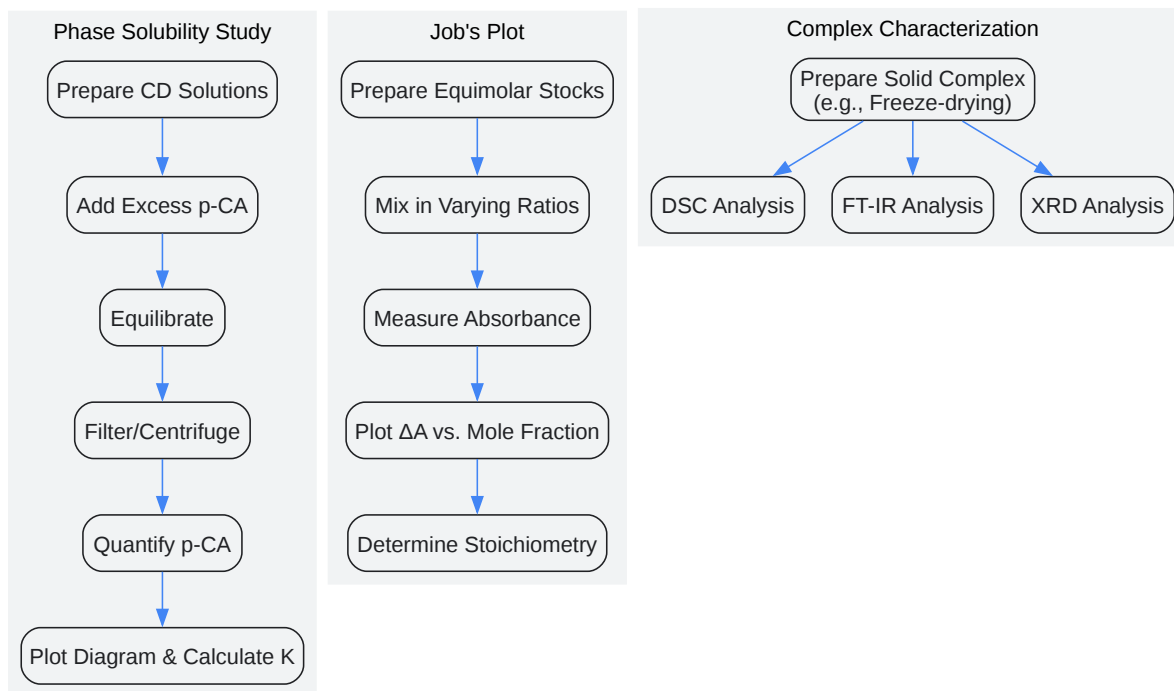 Phase Solubility Study
Prepare CD Solutions
Add Excess p-CA
Equilibrate
Filter/Centrifuge
Quantify p-CA
Plot Diagram & Calculate K
Job's Plot
Prepare Equimolar Stocks
Mix in Varying Ratios
Measure Absorbance
Plot ΔA vs. Mole Fraction
Determine Stoichiometry
Complex Characterization
Prepare Solid Complex
(e.g., Freeze-drying)
DSC Analysis
FT-IR Analysis
XRD Analysis